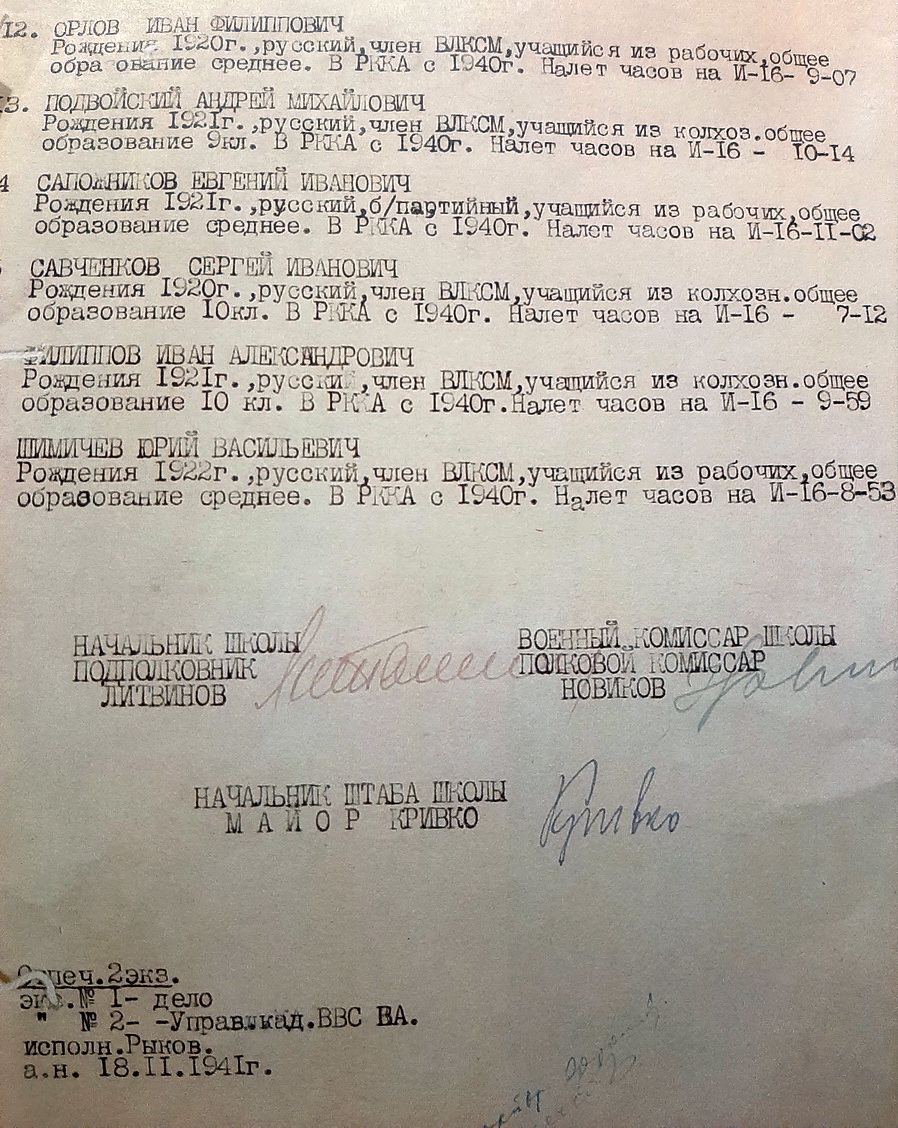 12. ОРЛОВ ИВАН ФИЛИППОВИЧ
Рождения 1920г.,русский,член ВЛКСМ,учащийся из рабочих,общее
обра ование среднее. В РККА с 1940г. Налет часов на И-16- 9-07
3. ПОДВОЙСКИЙ АНДРЕЙ МИХАЙЛОВИЧ
Рождения 1921г.,русский,член ВЛКСМ,учащийся из колхоз.общее
образование 9кл. В РККА с 1940г. Налет часов на И-16 - 10-14
4 САПОЖНИКОВ ЕВГЕНИЙ ИВАНОВИЧ
Рождения 1921г.,русский,б/партийный,учащийся из рабочих,общее
образование среднее. В РККА с 1940г. Налет часов на И-16-11-02
САВЧЕНКОВ СЕРГЕЙ ИВАНОВИЧ
Рождения 1920г.,русский,член ВЛКСМ,учащийся из колхозн.общее
образование 10кл. В РККА с 1940г. Налет часов на И-16 - 7-12
ФИЛИППОВ ИВАН АЛЕКСАНДРОВИЧ
Рождения 1921г.,русский,член ВЛКСМ,учащийся из колхозн.общее
образование 10 кл. В РККА с 1940г.Налет часов на И-16 - 9-59
ШИМИЧЕВ ЮРИЙ ВАСИЛЬЕВИЧ
Рождения 1922г.,русский,член ВЛКСМ,учащийся из рабочих,общее
образование среднее. В РККА с 1940г. Налет часов на И-16-8-53
НАЧАЛЬНИК ШКОЛЫ
ПОДПОЛКОВНИК
ЛИТВИНОВ
ВОЕННЫЙ КОМИССАР ШКОЛЫ
ПОЛКОВОЙ КОМИССАР
НОВИКОВ
НАЧАЛЬНИК ШТАБА ШКОЛЫ
М А Й О Р КРИВКО
Кривко
Отпеч.2экз.
экз.№ 1- дело
" № 2- -Управ.кад.ВВС КА.
исполн.Рыков.
а.н. 18.11.1941г.